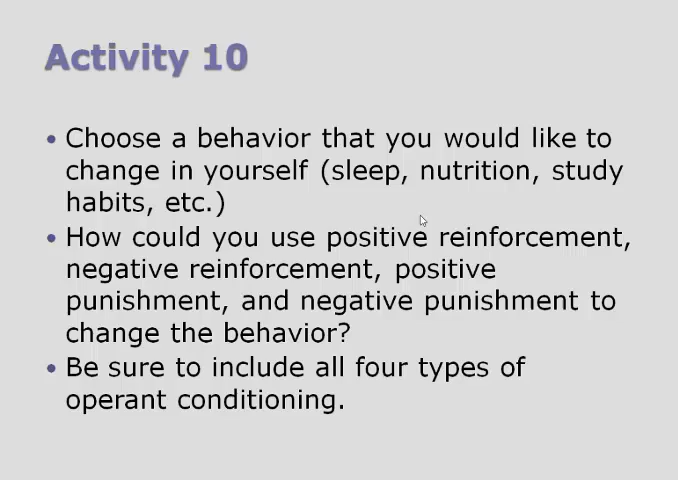 Activity 10
• Choose a behavior that you would like to
change in yourself (sleep, nutrition, study
habits, etc.)
• How could you use positive reinforcement,
negative reinforcement, positive
punishment, and negative punishment to
change the behavior?
• Be sure to include all four types of
operant conditioning.